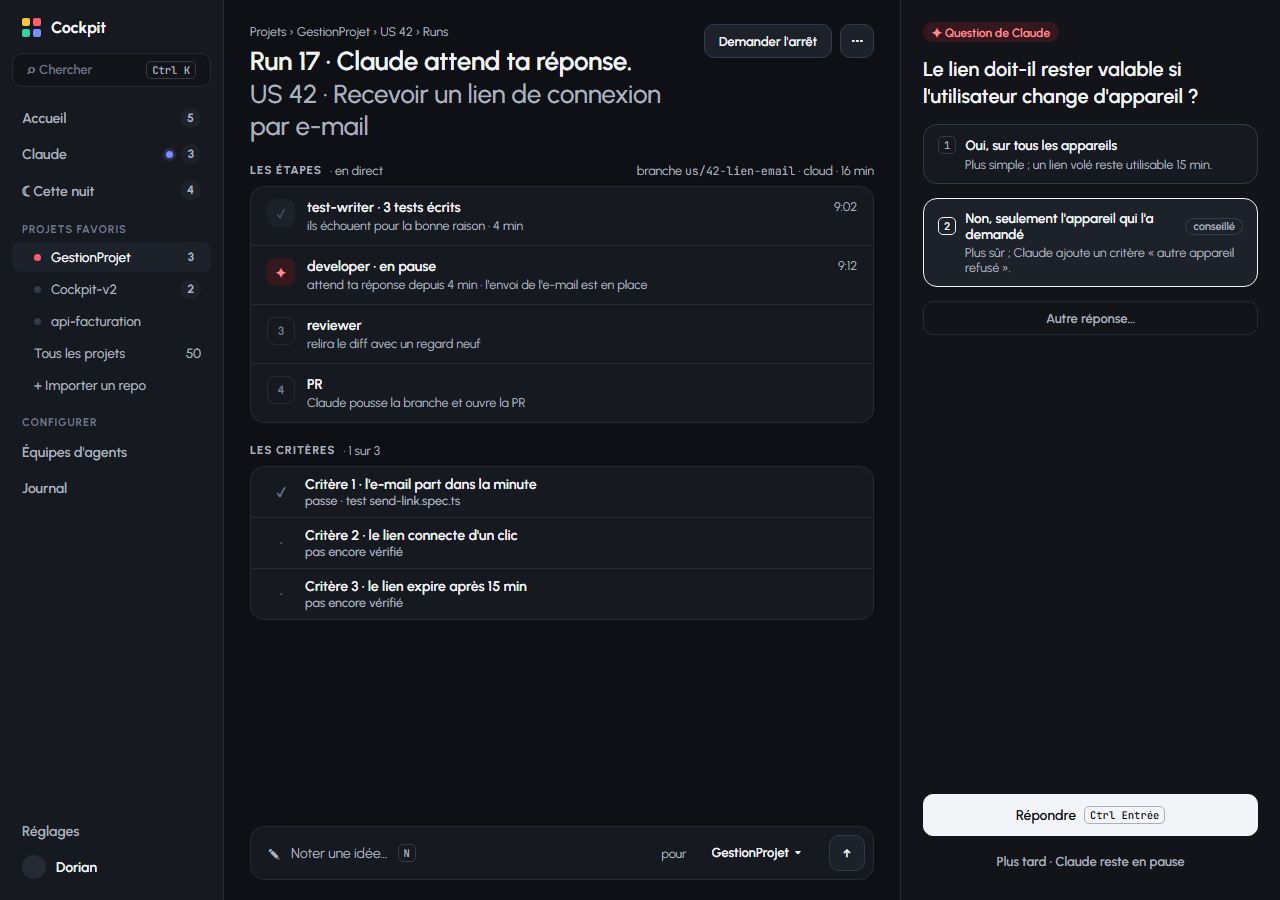 Cockpit
Chercher Ctrl K
Accueil 5
Claude 3
Cette nuit 4
PROJETS FAVORIS
GestionProjet 3
Cockpit-v2 2
api-facturation
Tous les projets 50
+ Importer un repo
CONFIGURER
Équipes d'agents
Journal
Réglages
Dorian
Projets › GestionProjet › US 42 › Runs
Run 17 · Claude attend ta réponse.
US 42 · Recevoir un lien de connexion
par e-mail
Demander l'arrêt ···
LES ÉTAPES · en direct
branche us/42-lien-email · cloud · 16 min
✓ test-writer · 3 tests écrits 9:02
ils échouent pour la bonne raison · 4 min
✦ developer · en pause 9:12
attend ta réponse depuis 4 min · l'envoi de l'e-mail est en place
3 reviewer
relira le diff avec un regard neuf
4 PR
Claude pousse la branche et ouvre la PR
LES CRITÈRES · 1 sur 3
✓ Critère 1 · l'e-mail part dans la minute
passe · test send-link.spec.ts
· Critère 2 · le lien connecte d'un clic
pas encore vérifié
· Critère 3 · le lien expire après 15 min
pas encore vérifié
Noter une idée… N pour GestionProjet ↑
✦ Question de Claude
Le lien doit-il rester valable si
l'utilisateur change d'appareil ?
1 Oui, sur tous les appareils
Plus simple ; un lien volé reste utilisable 15 min.
2 Non, seulement l'appareil qui l'a
demandé
conseillé
Plus sûr ; Claude ajoute un critère « autre appareil
refusé ».
Autre réponse…
Répondre Ctrl Entrée
Plus tard · Claude reste en pause